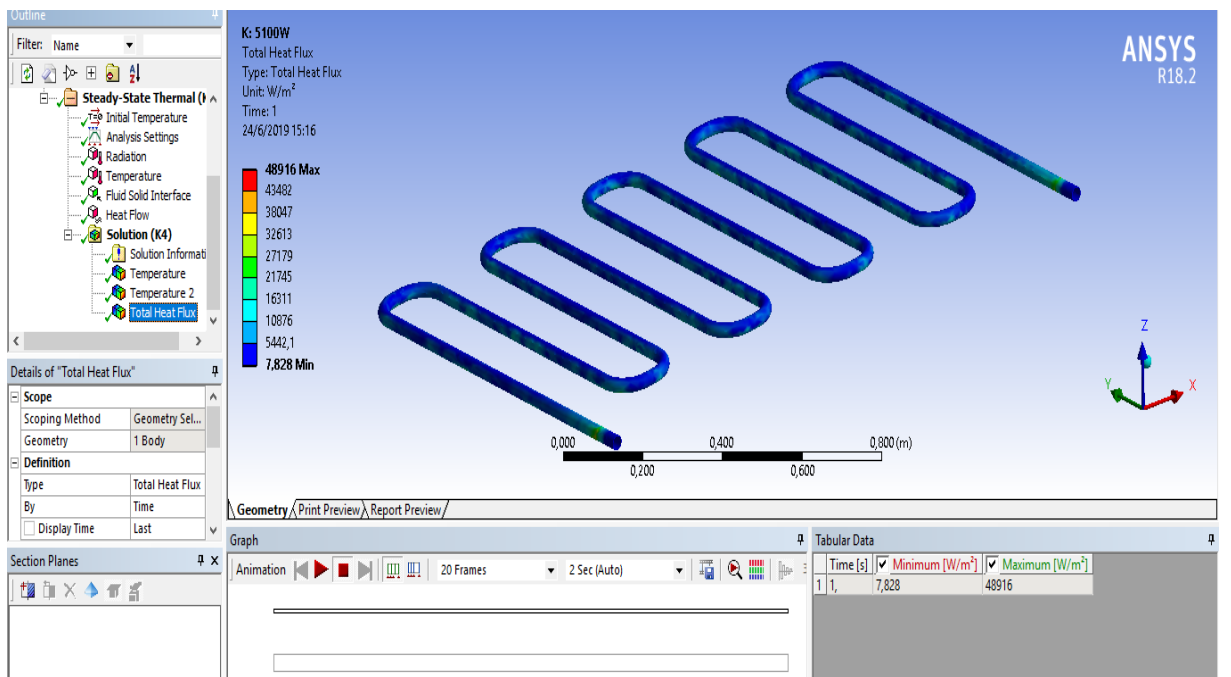 Outline
Filter: Name
Steady-State Thermal (K
Initial Temperature
Analysis Settings
Radiation
Temperature
Fluid Solid Interface
Heat Flow
Solution (K4)
Solution Informati
Temperature
Temperature 2
Total Heat Flux
Details of "Total Heat Flux"
Scope
Scoping Method Geometry Sel...
Geometry 1 Body
Definition
Type Total Heat Flux
By Time
Display Time Last
Section Planes
K: 5100W
Total Heat Flux
Type: Total Heat Flux
Unit: W/m²
Time: 1
24/6/2019 15:16
48916 Max
43482
38047
32613
27179
21745
16311
10876
5442,1
7,828 Min
ANSYS
R18.2
Z
Y
X
0,000 0,400 0,800 (m)
0,200 0,600
Geometry Print Preview Report Preview
Graph
Animation 20 Frames 2 Sec (Auto)
Tabular Data
Time [s] Minimum [W/m²] Maximum [W/m²]
1 1, 7,828 48916